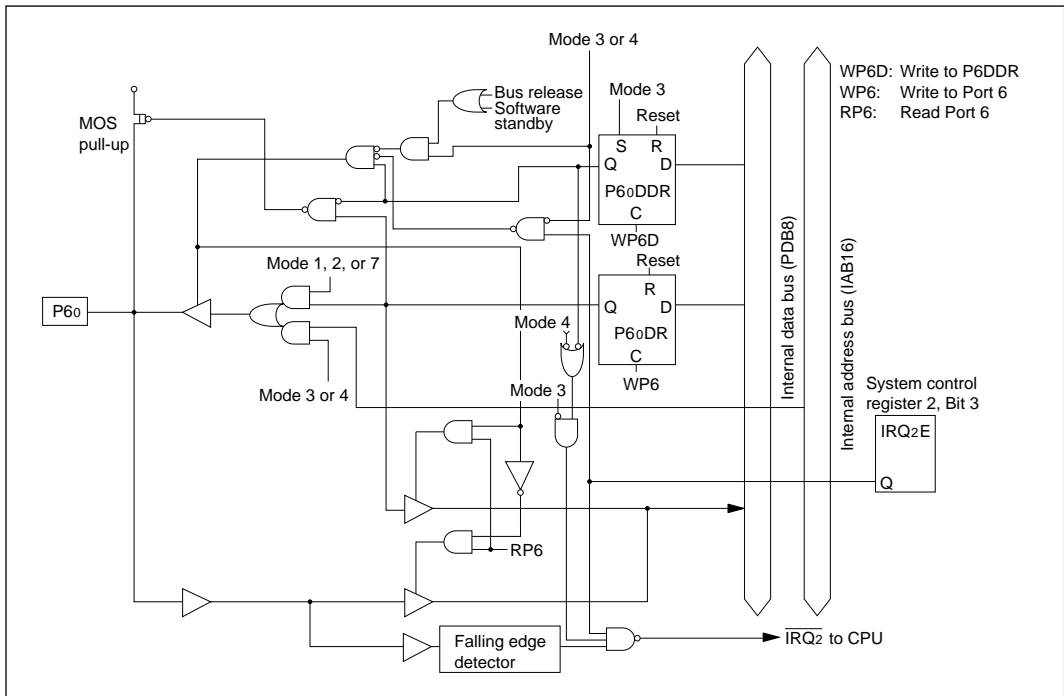 Mode 3 or 4
WP6D: Write to P6DDR
WP6: Write to Port 6
RP6: Read Port 6
Bus release
Software
standby
Mode 3
Reset
MOS
pull-up
S R
Q D
P60DDR
C
WP6D
Mode 1, 2, or 7
Reset
R
Q D
P60DR
C
WP6
P60
Mode 4
Mode 3 or 4
Mode 3
Internal data bus (PDB8)
Internal address bus (IAB16)
System control
register 2, Bit 3
IRQ2E
Q
RP6
Falling edge
detector
IRQ2 to CPU